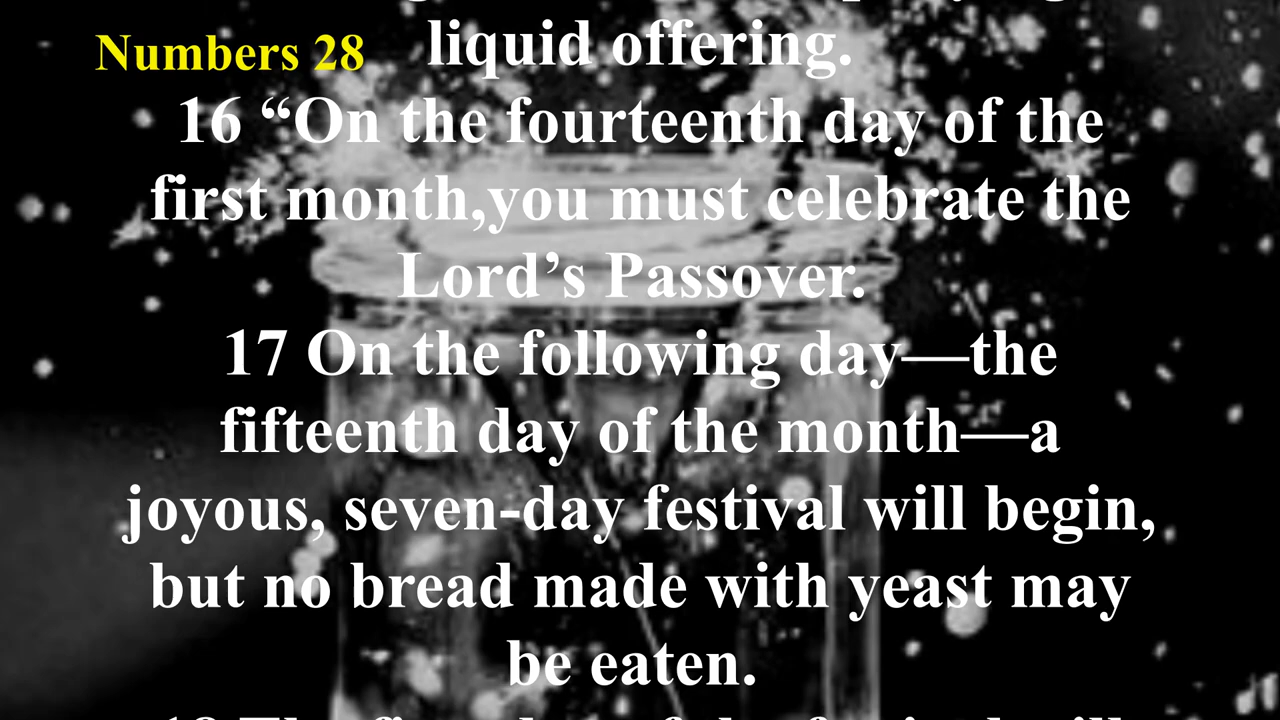 Numbers 28
liquid offering.
16 “On the fourteenth day of the
first month,you must celebrate the
Lord’s Passover.
17 On the following day—the
fifteenth day of the month—a
joyous, seven-day festival will begin,
but no bread made with yeast may
be eaten.